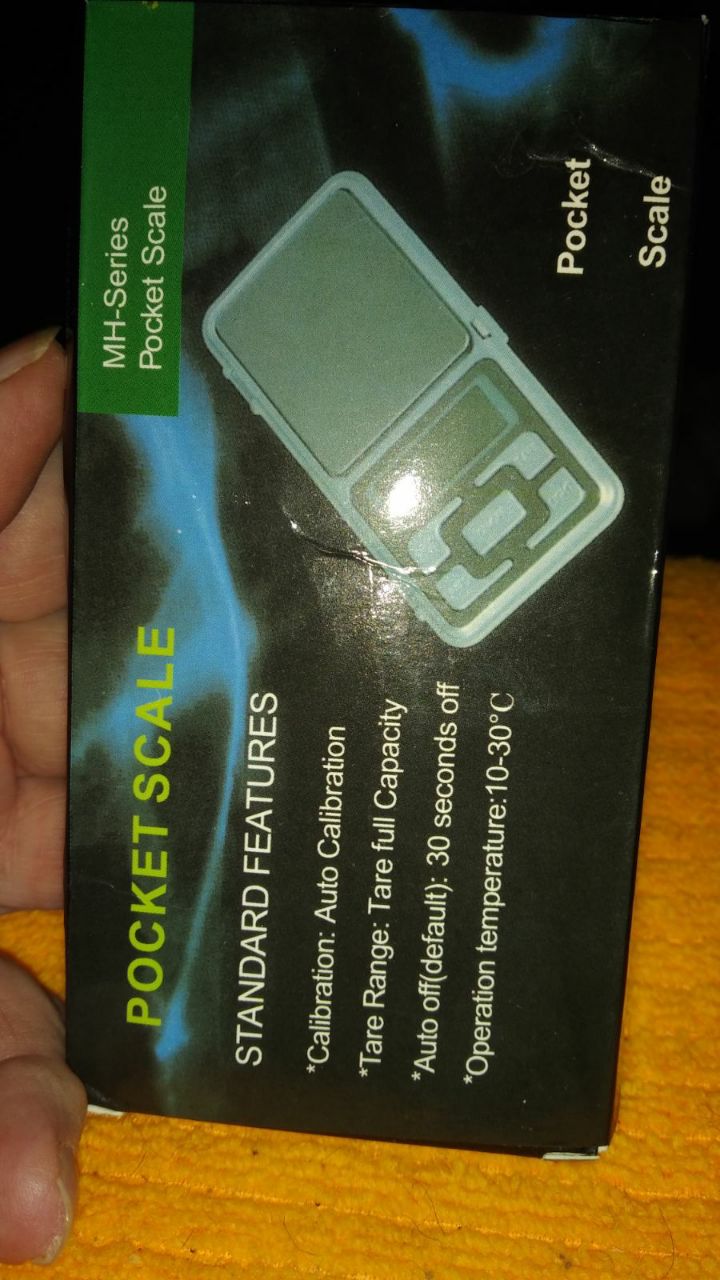 MH-Series
Pocket Scale
POCKET SCALE
STANDARD FEATURES
*Calibration: Auto Calibration
*Tare Range: Tare full Capacity
*Auto off(default): 30 seconds off
*Operation temperature:10-30°C
Pocket
Scale